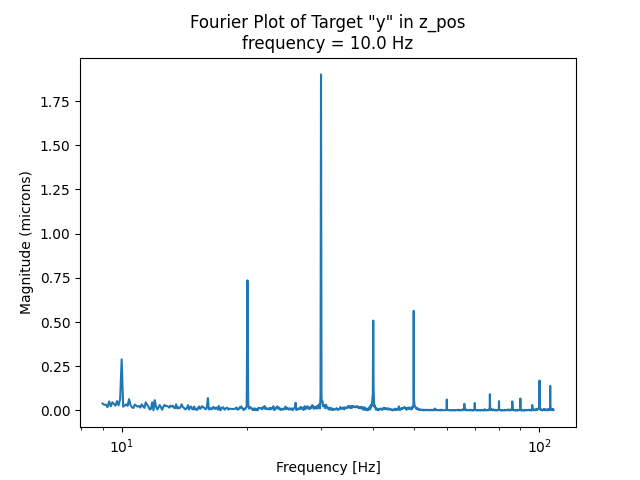 Fourier Plot of Target "y" in z_pos
frequency = 10.0 Hz
1.75
1.50
1.25
1.00
0.75
0.50
0.25
0.00
Magnitude (microns)
10¹
10²
Frequency [Hz]